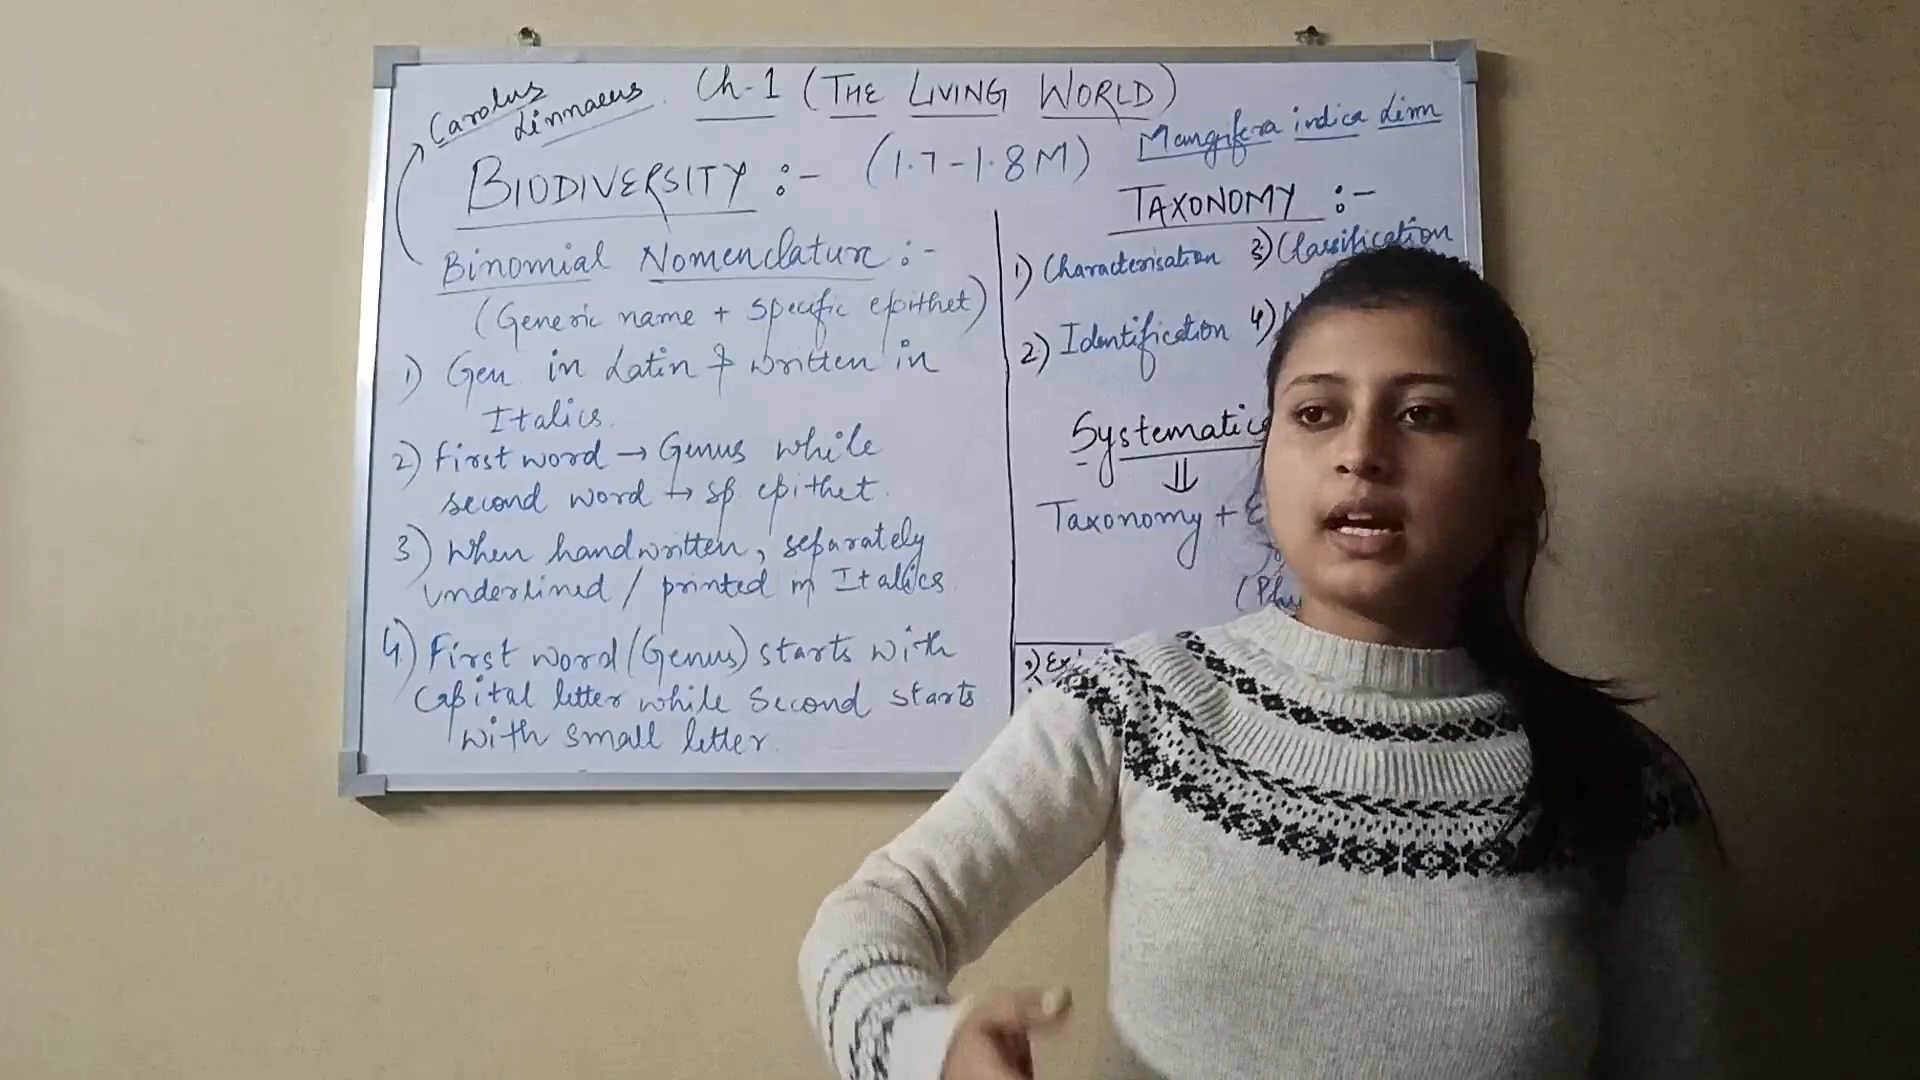 Carolus
Linnaeus.
Ch-1 (THE LIVING WORLD)
Mangifera indica Linn
BIODIVERSITY :- (1.7-1.8M)
Binomial Nomenclature :-
(Generic name + specific epithet)
1) Gen. in Latin & written in
Italics.
2) First word → Genus while
second word → sp epithet.
3) When handwritten, separately
underlined / printed in Italics.
4.) First word (Genus) starts with
capital letter while second starts
with small letter.
TAXONOMY :-
1) Characterisation 3) Classification
2) Identification 4)
Systematic
⇓
Taxonomy +